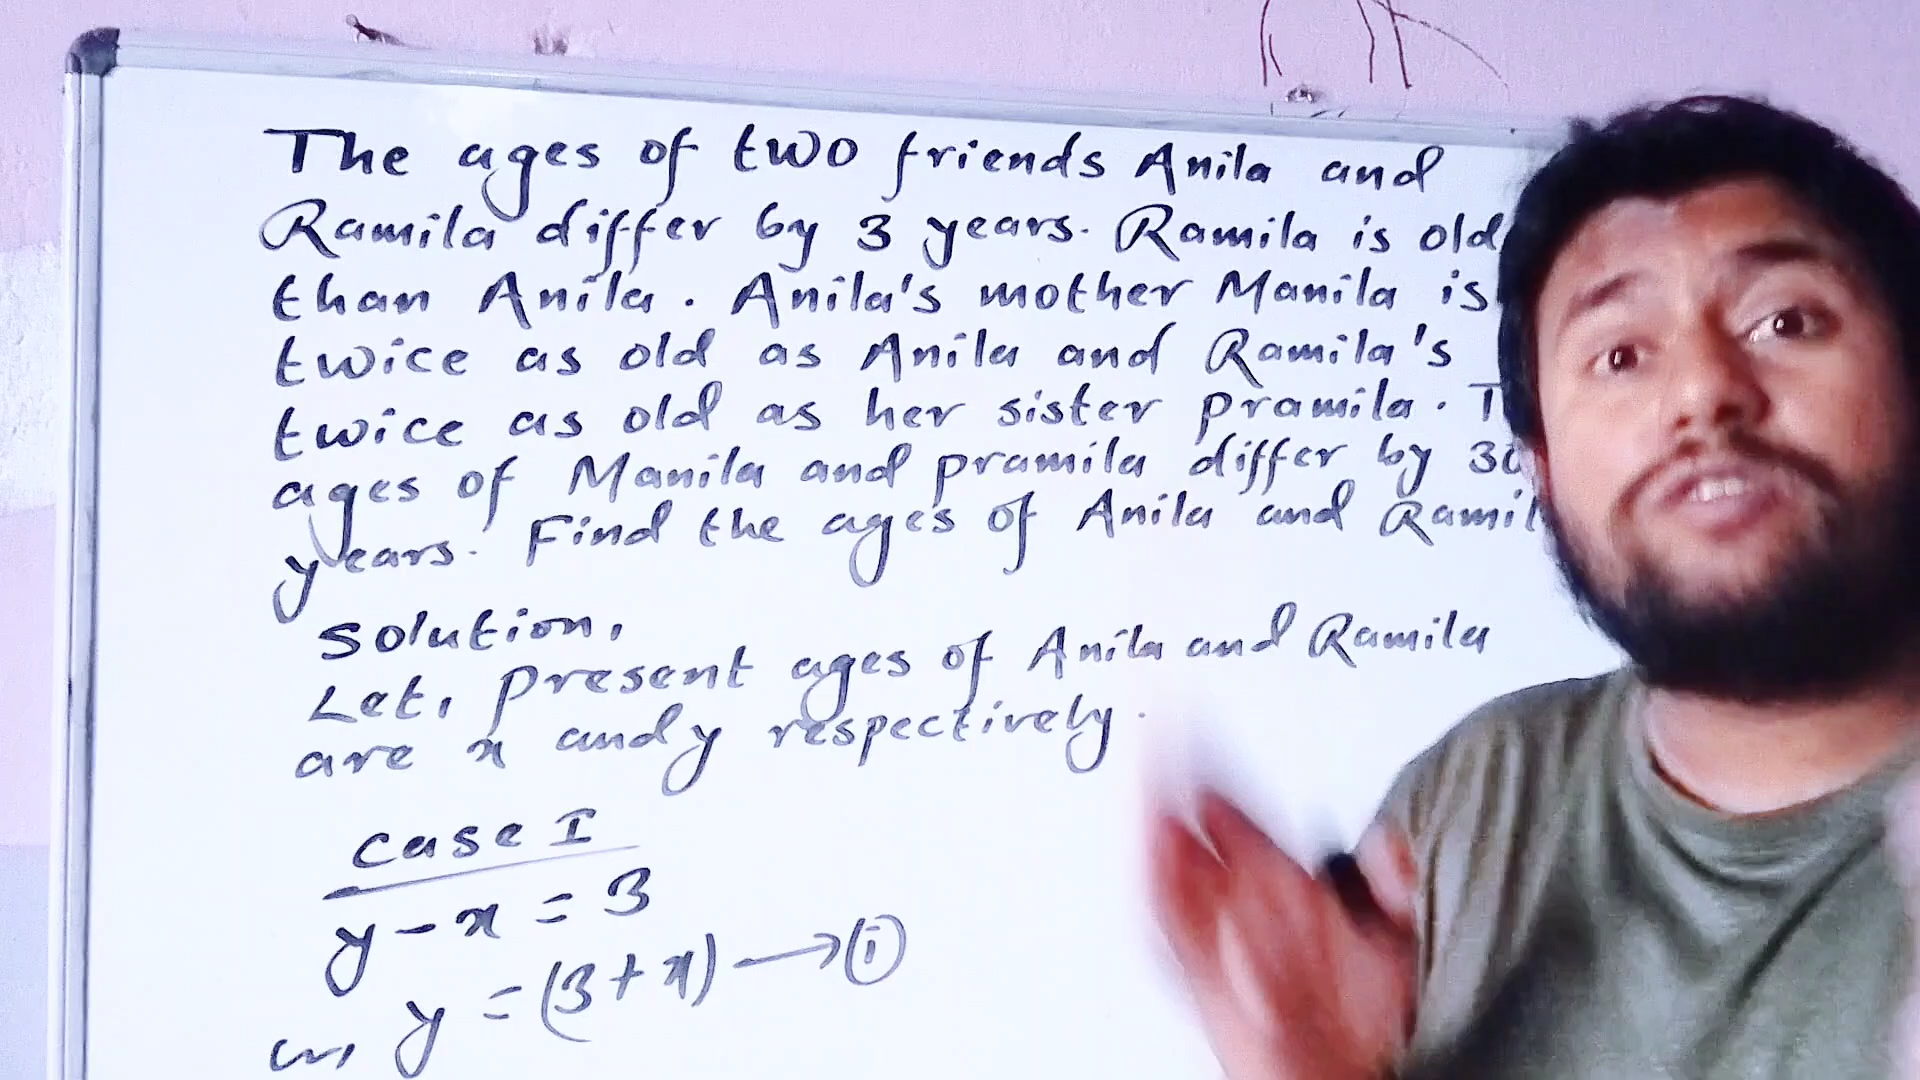 The ages of two friends Anila and
Ramila differ by 3 years. Ramila is old
than Anila. Anila's mother Manila is
twice as old as Anila and Ramila's
twice as old as her sister pramila. T
ages of Manila and pramila differ by 30
years. Find the ages of Anila and Ramil
Solution,
Let, present ages of Anila and Ramila
are x and y respectively.
case I
y - x = 3
or, y = (3 + x) → (i)